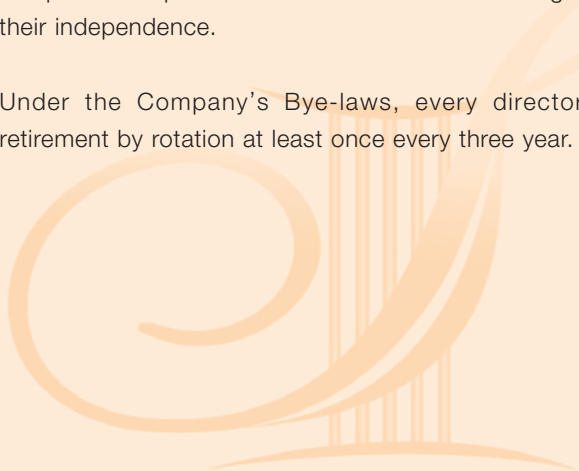 their independence.
Under the Company's Bye-laws, every director
retirement by rotation at least once every three year.